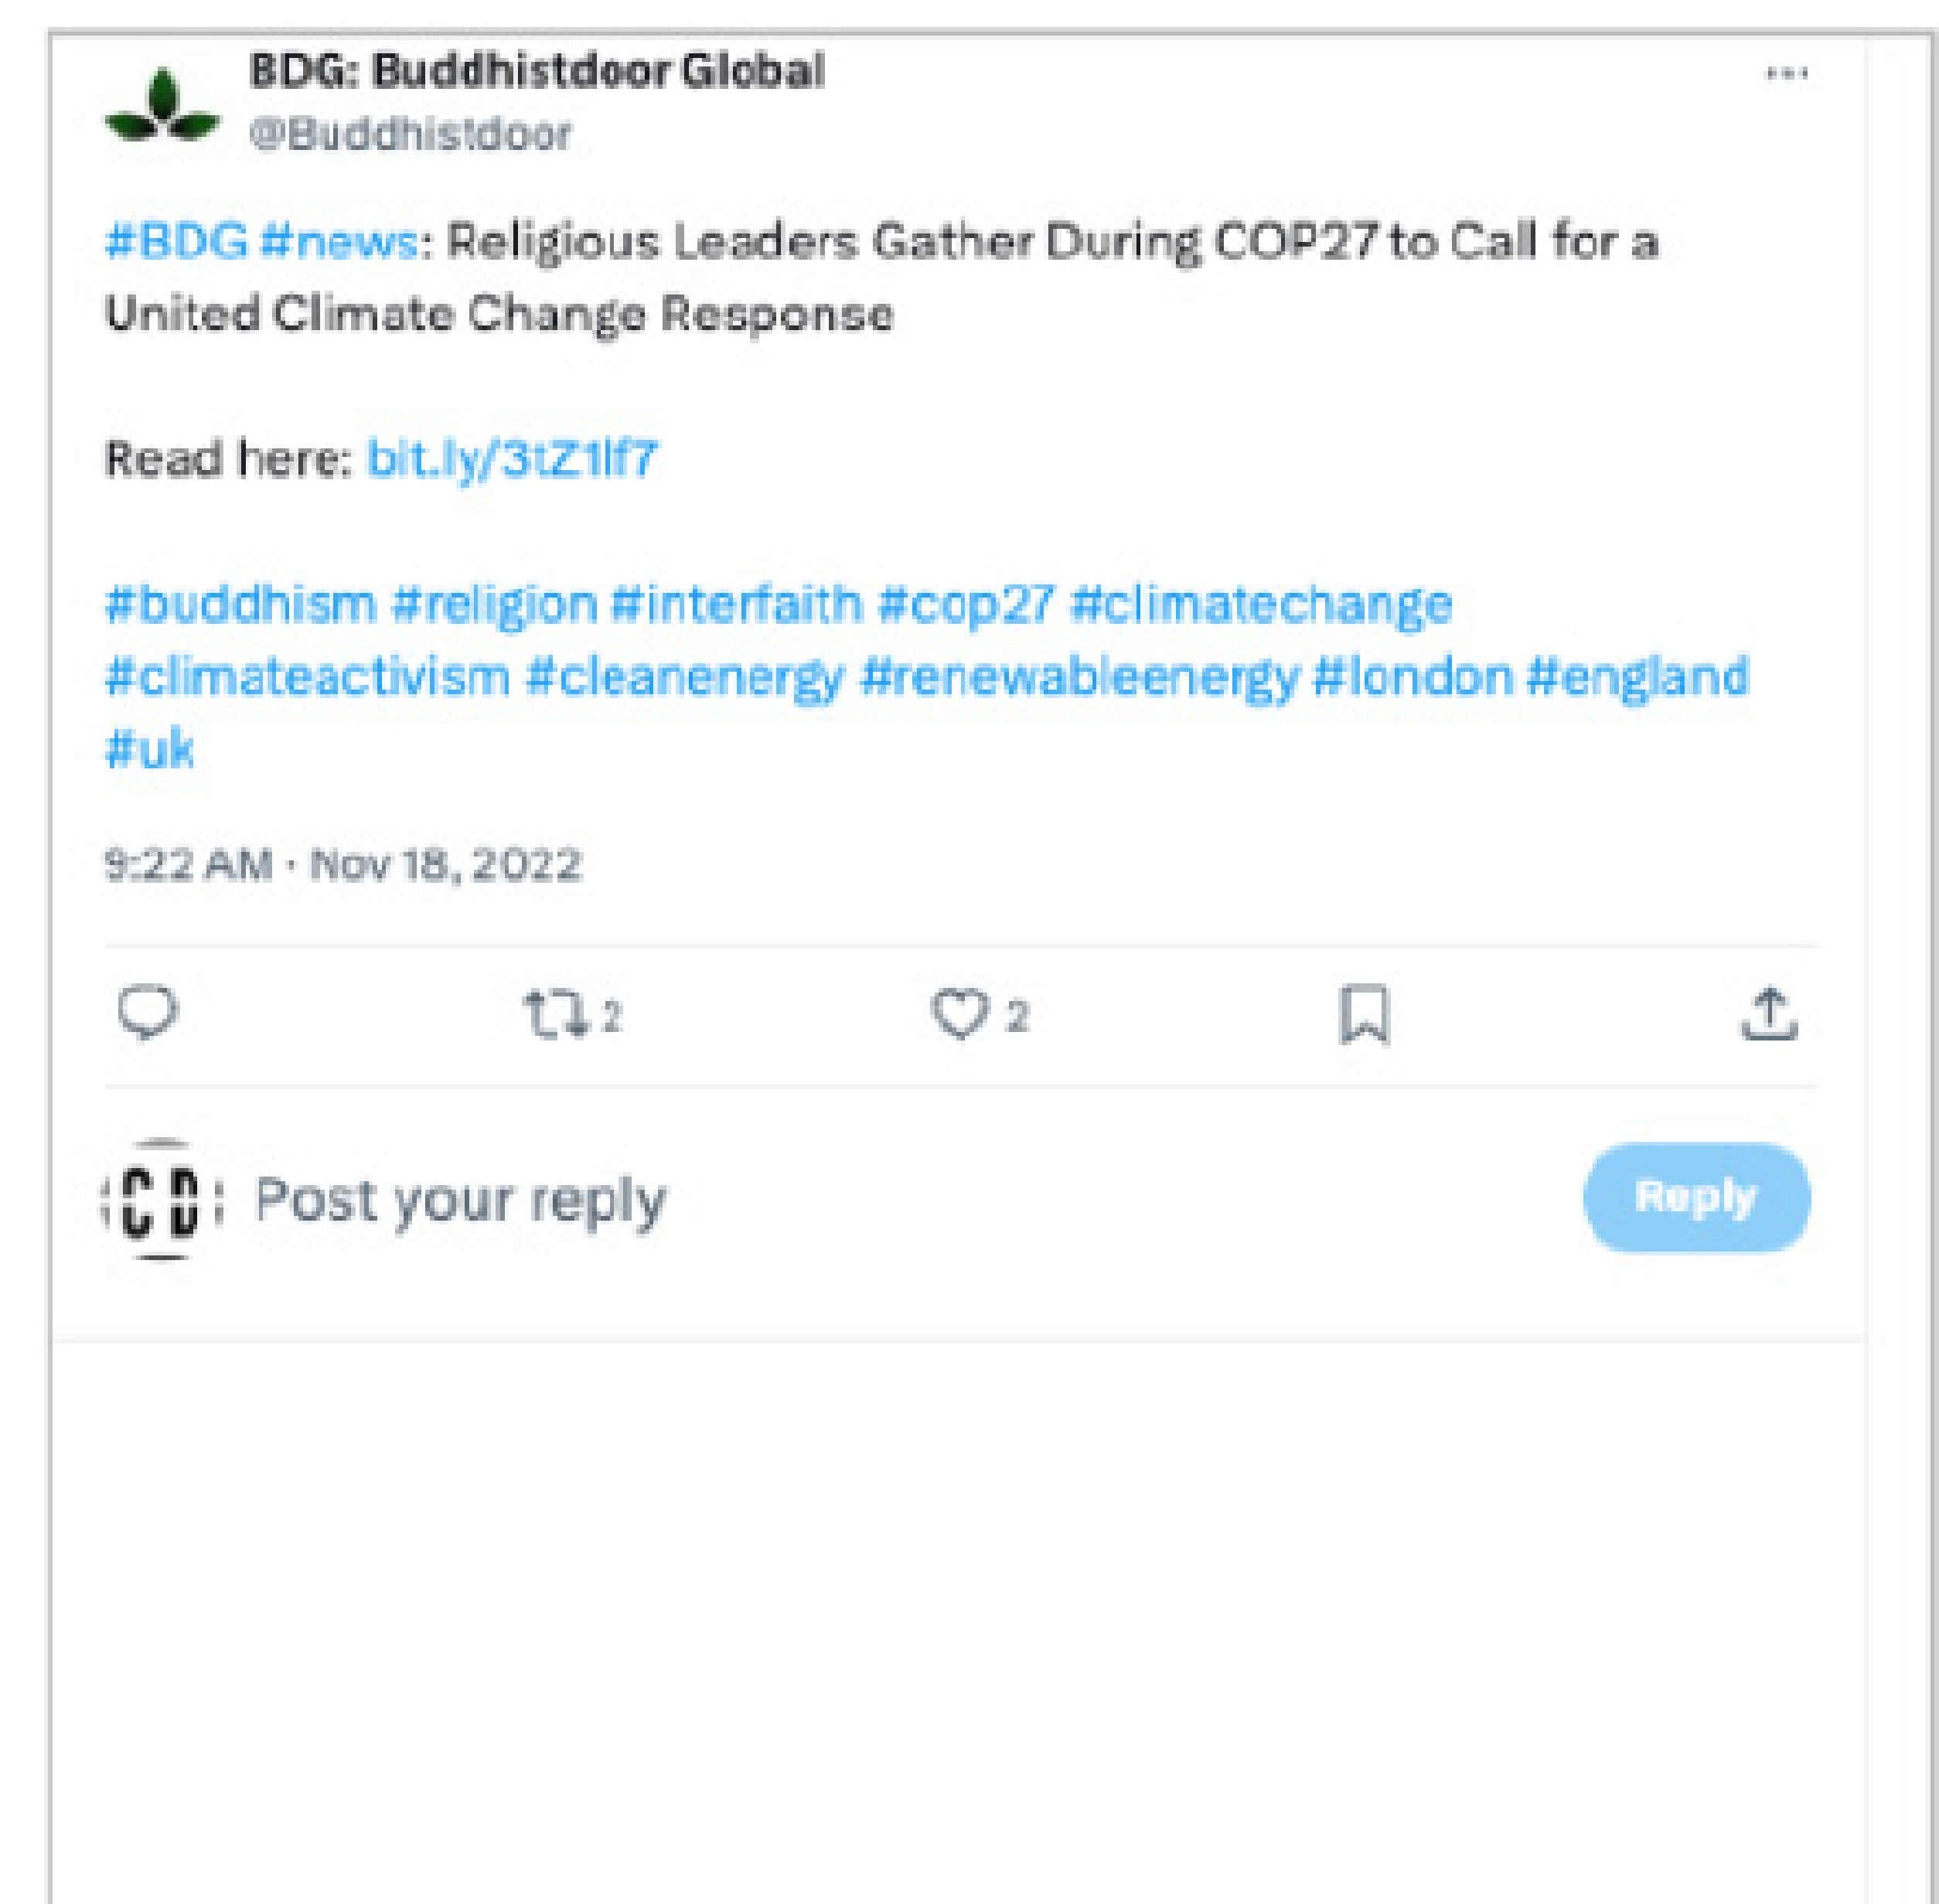 BDG: Buddhistdoor Global
@Buddhistdoor
#BDG #news: Religious Leaders Gather During COP27 to Call for a
United Climate Change Response
Read here: bit.ly/3tZ1lf7
#buddhism #religion #interfaith #cop27 #climatechange
#climateactivism #cleanenergy #renewableenergy #london #england
#uk
9:22 AM · Nov 18, 2022
2 2
CD Post your reply Reply